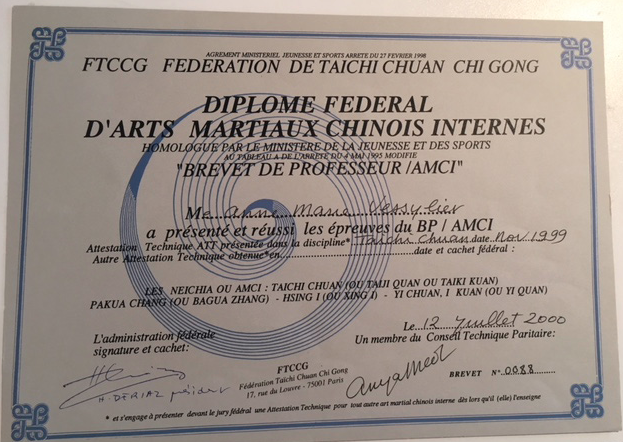 AGREMENT MINISTERIEL JEUNESSE ET SPORTS ARRETE DU 27 FEVRIER 1998
FTCCG FEDERATION DE TAICHI CHUAN CHI GONG
DIPLOME FEDERAL
D'ARTS MARTIAUX CHINOIS INTERNES
HOMOLOGUE PAR LE MINISTERE DE LA JEUNESSE ET DES SPORTS
AU TABLEAU A DE L'ARRETE DU 4 MAI 1995 MODIFIE
"BREVET DE PROFESSEUR /AMCI"
Me Anne Marie Vessylier
a présenté et réussi les épreuves du BP / AMCI
Attestation Technique ATT présentée dans la discipline* Taichi Chuan date Nov 1999
Autre Attestation Technique obtenue*en date et cachet fédéral :
LES NEICHIA OU AMCI : TAICHI CHUAN (OU TAIJI QUAN OU TAIKI KUAN)
PAKUA CHANG (OU BAGUA ZHANG) - HSING I (OU XING I) - YI CHUAN, I KUAN (OU YI QUAN)
Le 12 Juillet 2000
L'administration fédérale
signature et cachet:
Un membre du Conseil Technique Paritaire:
H. DERIAZ président
FTCCG
Fédération Taichi Chuan Chi Gong
17, rue du Louvre - 75001 Paris
BREVET N° 0088
* et s'engage à présenter devant le jury fédéral une Attestation Technique pour tout autre art martial chinois interne dès lors qu'il (elle) l'enseigne